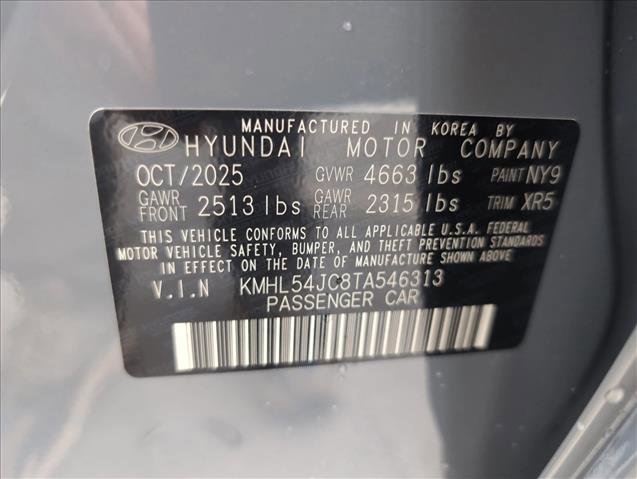 MANUFACTURED IN KOREA BY
HYUNDAI MOTOR COMPANY
OCT/2025 GVWR 4663 lbs PAINT NY9
GAWR FRONT 2513 lbs GAWR REAR 2315 lbs TRIM XR5
THIS VEHICLE CONFORMS TO ALL APPLICABLE U.S.A. FEDERAL
MOTOR VEHICLE SAFETY, BUMPER, AND THEFT PREVENTION STANDARDS
IN EFFECT ON THE DATE OF MANUFACTURE SHOWN ABOVE.
V.I.N KMHL54JC8TA546313
PASSENGER CAR